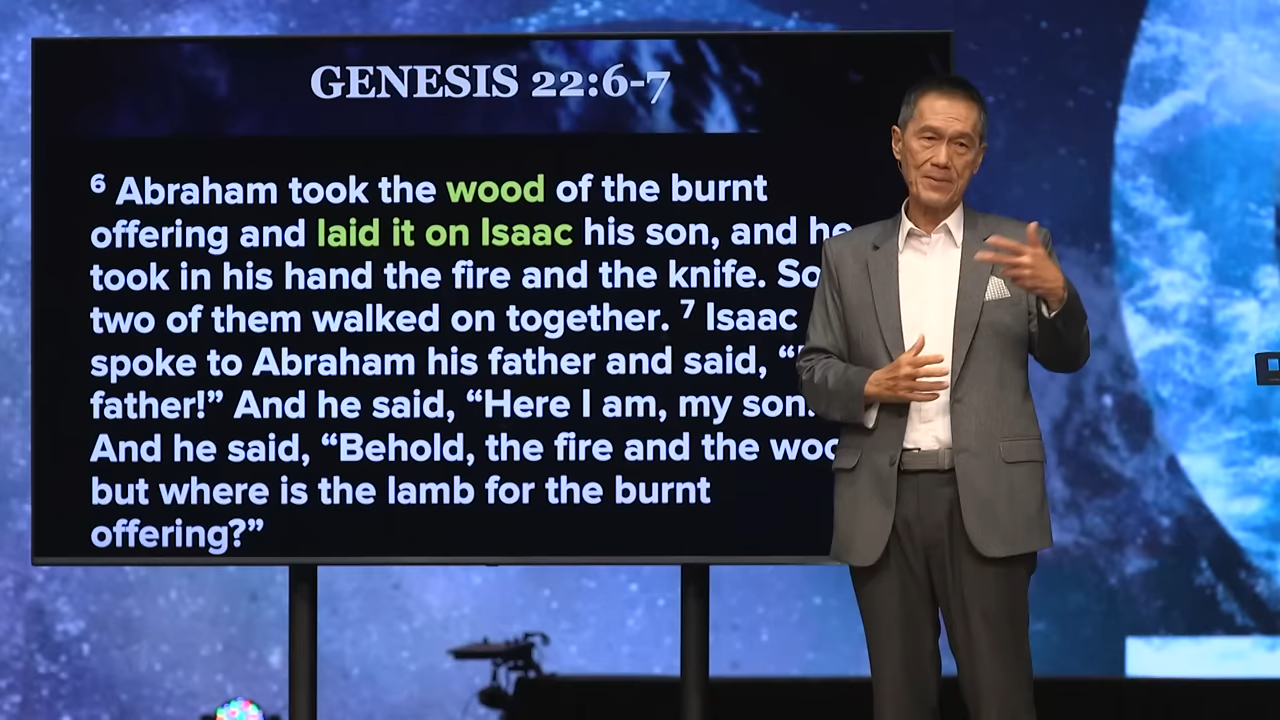 GENESIS 22:6-7
⁶ Abraham took the wood of the burnt
offering and laid it on Isaac his son, and he
took in his hand the fire and the knife. So
two of them walked on together. ⁷ Isaac
spoke to Abraham his father and said, “
father!” And he said, “Here I am, my son.
And he said, “Behold, the fire and the
but where is the lamb for the burnt
offering?”